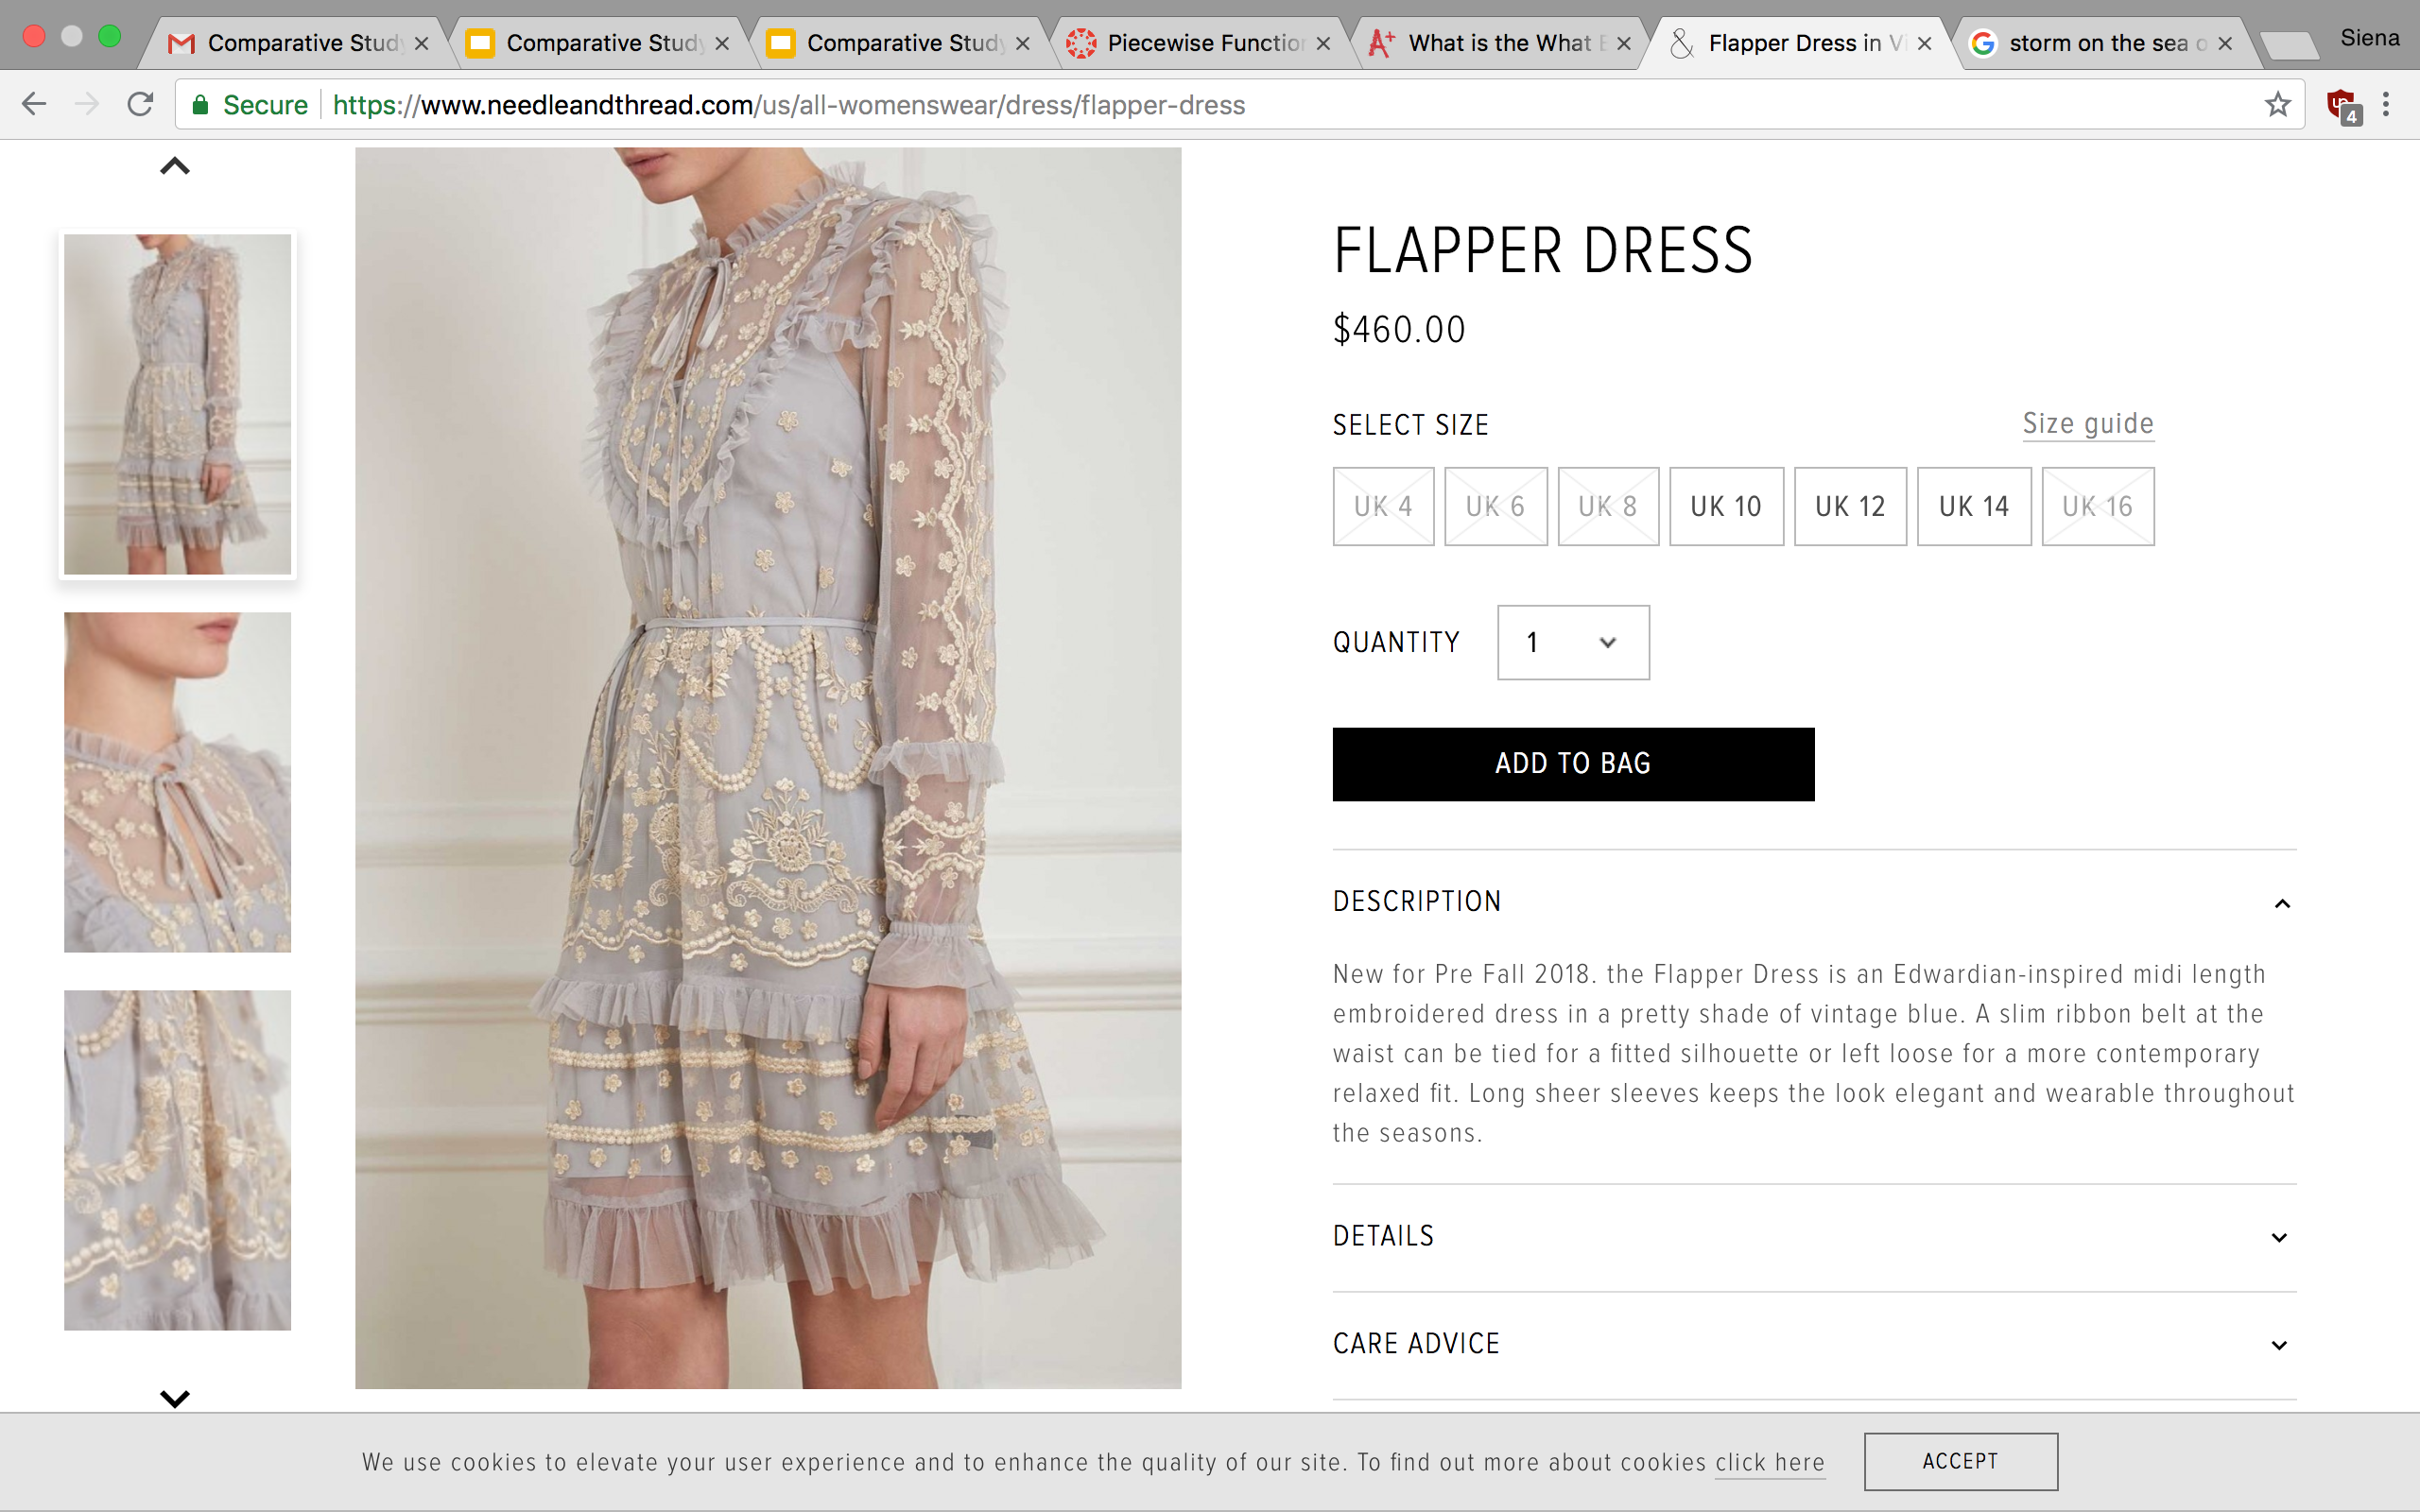 Comparative Study
Comparative Study
Comparative Study
Piecewise Function
What is the What
Flapper Dress in Vi
storm on the sea o
Siena
Secure
https://www.needleandthread.com/us/all-womenswear/dress/flapper-dress
4
FLAPPER DRESS
$460.00
SELECT SIZE
Size guide
UK 4
UK 6
UK 8
UK 10
UK 12
UK 14
UK 16
QUANTITY
1
ADD TO BAG
DESCRIPTION
New for Pre Fall 2018. the Flapper Dress is an Edwardian-inspired midi length
embroidered dress in a pretty shade of vintage blue. A slim ribbon belt at the
waist can be tied for a fitted silhouette or left loose for a more contemporary
relaxed fit. Long sheer sleeves keeps the look elegant and wearable throughout
the seasons.
DETAILS
CARE ADVICE
We use cookies to elevate your user experience and to enhance the quality of our site. To find out more about cookies click here
ACCEPT